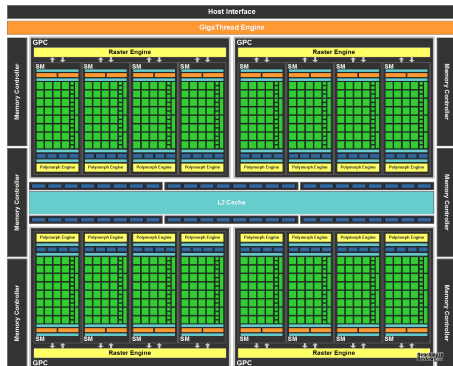 Host Interface
GigaThread Engine
GPC
GPC
Raster Engine
Raster Engine
SM SM SM SM
SM SM SM SM
Polymorph Engine Polymorph Engine Polymorph Engine Polymorph Engine
Polymorph Engine Polymorph Engine Polymorph Engine Polymorph Engine
Memory Controller
Memory Controller
Memory Controller
Memory Controller
Memory Controller
Memory Controller
L2 Cache
Polymorph Engine Polymorph Engine Polymorph Engine Polymorph Engine
Polymorph Engine Polymorph Engine Polymorph Engine Polymorph Engine
SM SM SM SM
SM SM SM SM
Raster Engine
Raster Engine
GPC
GPC